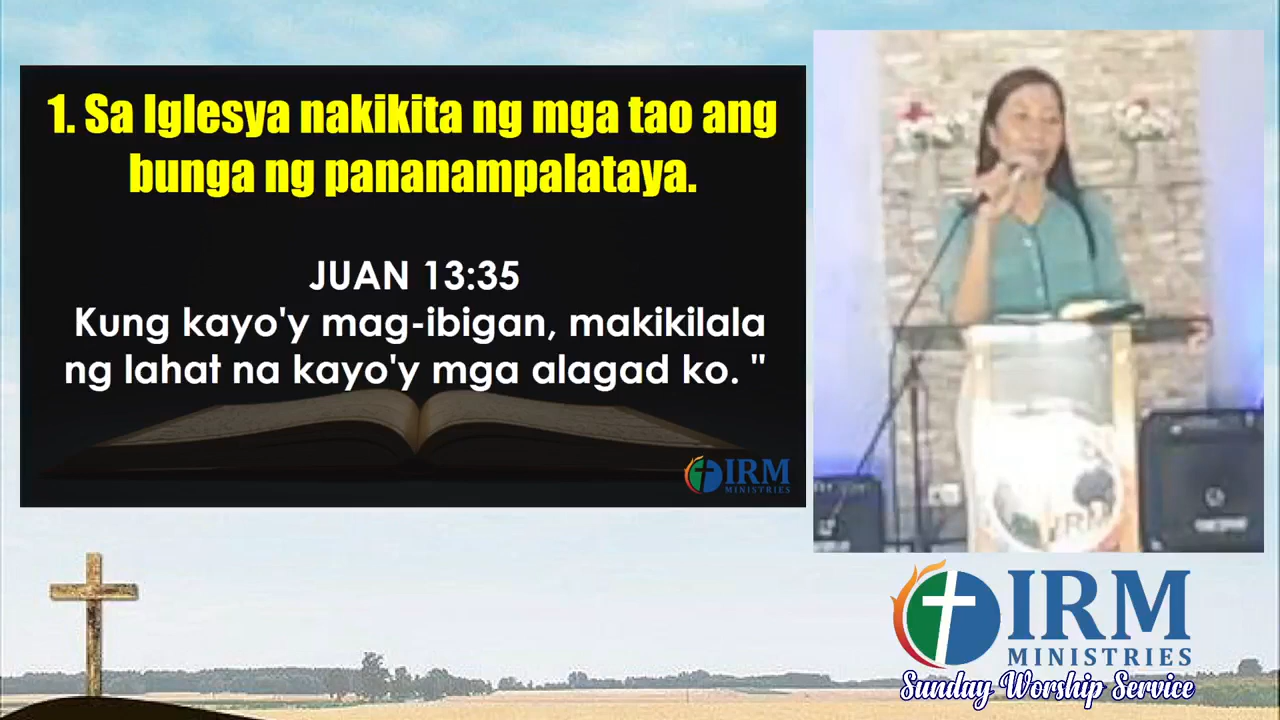 1. Sa Iglesya nakikita ng mga tao ang
bunga ng pananampalataya.
JUAN 13:35
Kung kayo'y mag-ibigan, makikilala
ng lahat na kayo'y mga alagad ko. "
IRM
MINISTRIES
IRM
IRM
MINISTRIES
Sunday Worship Service